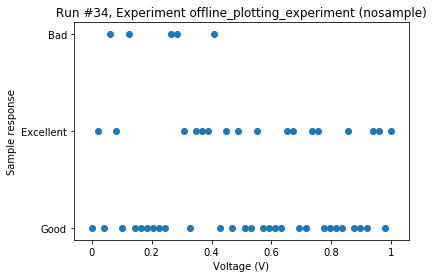 Run #34, Experiment offline_plotting_experiment (nosample)
Bad
Excellent
Good
Sample response
0 0.2 0.4 0.6 0.8 1
Voltage (V)